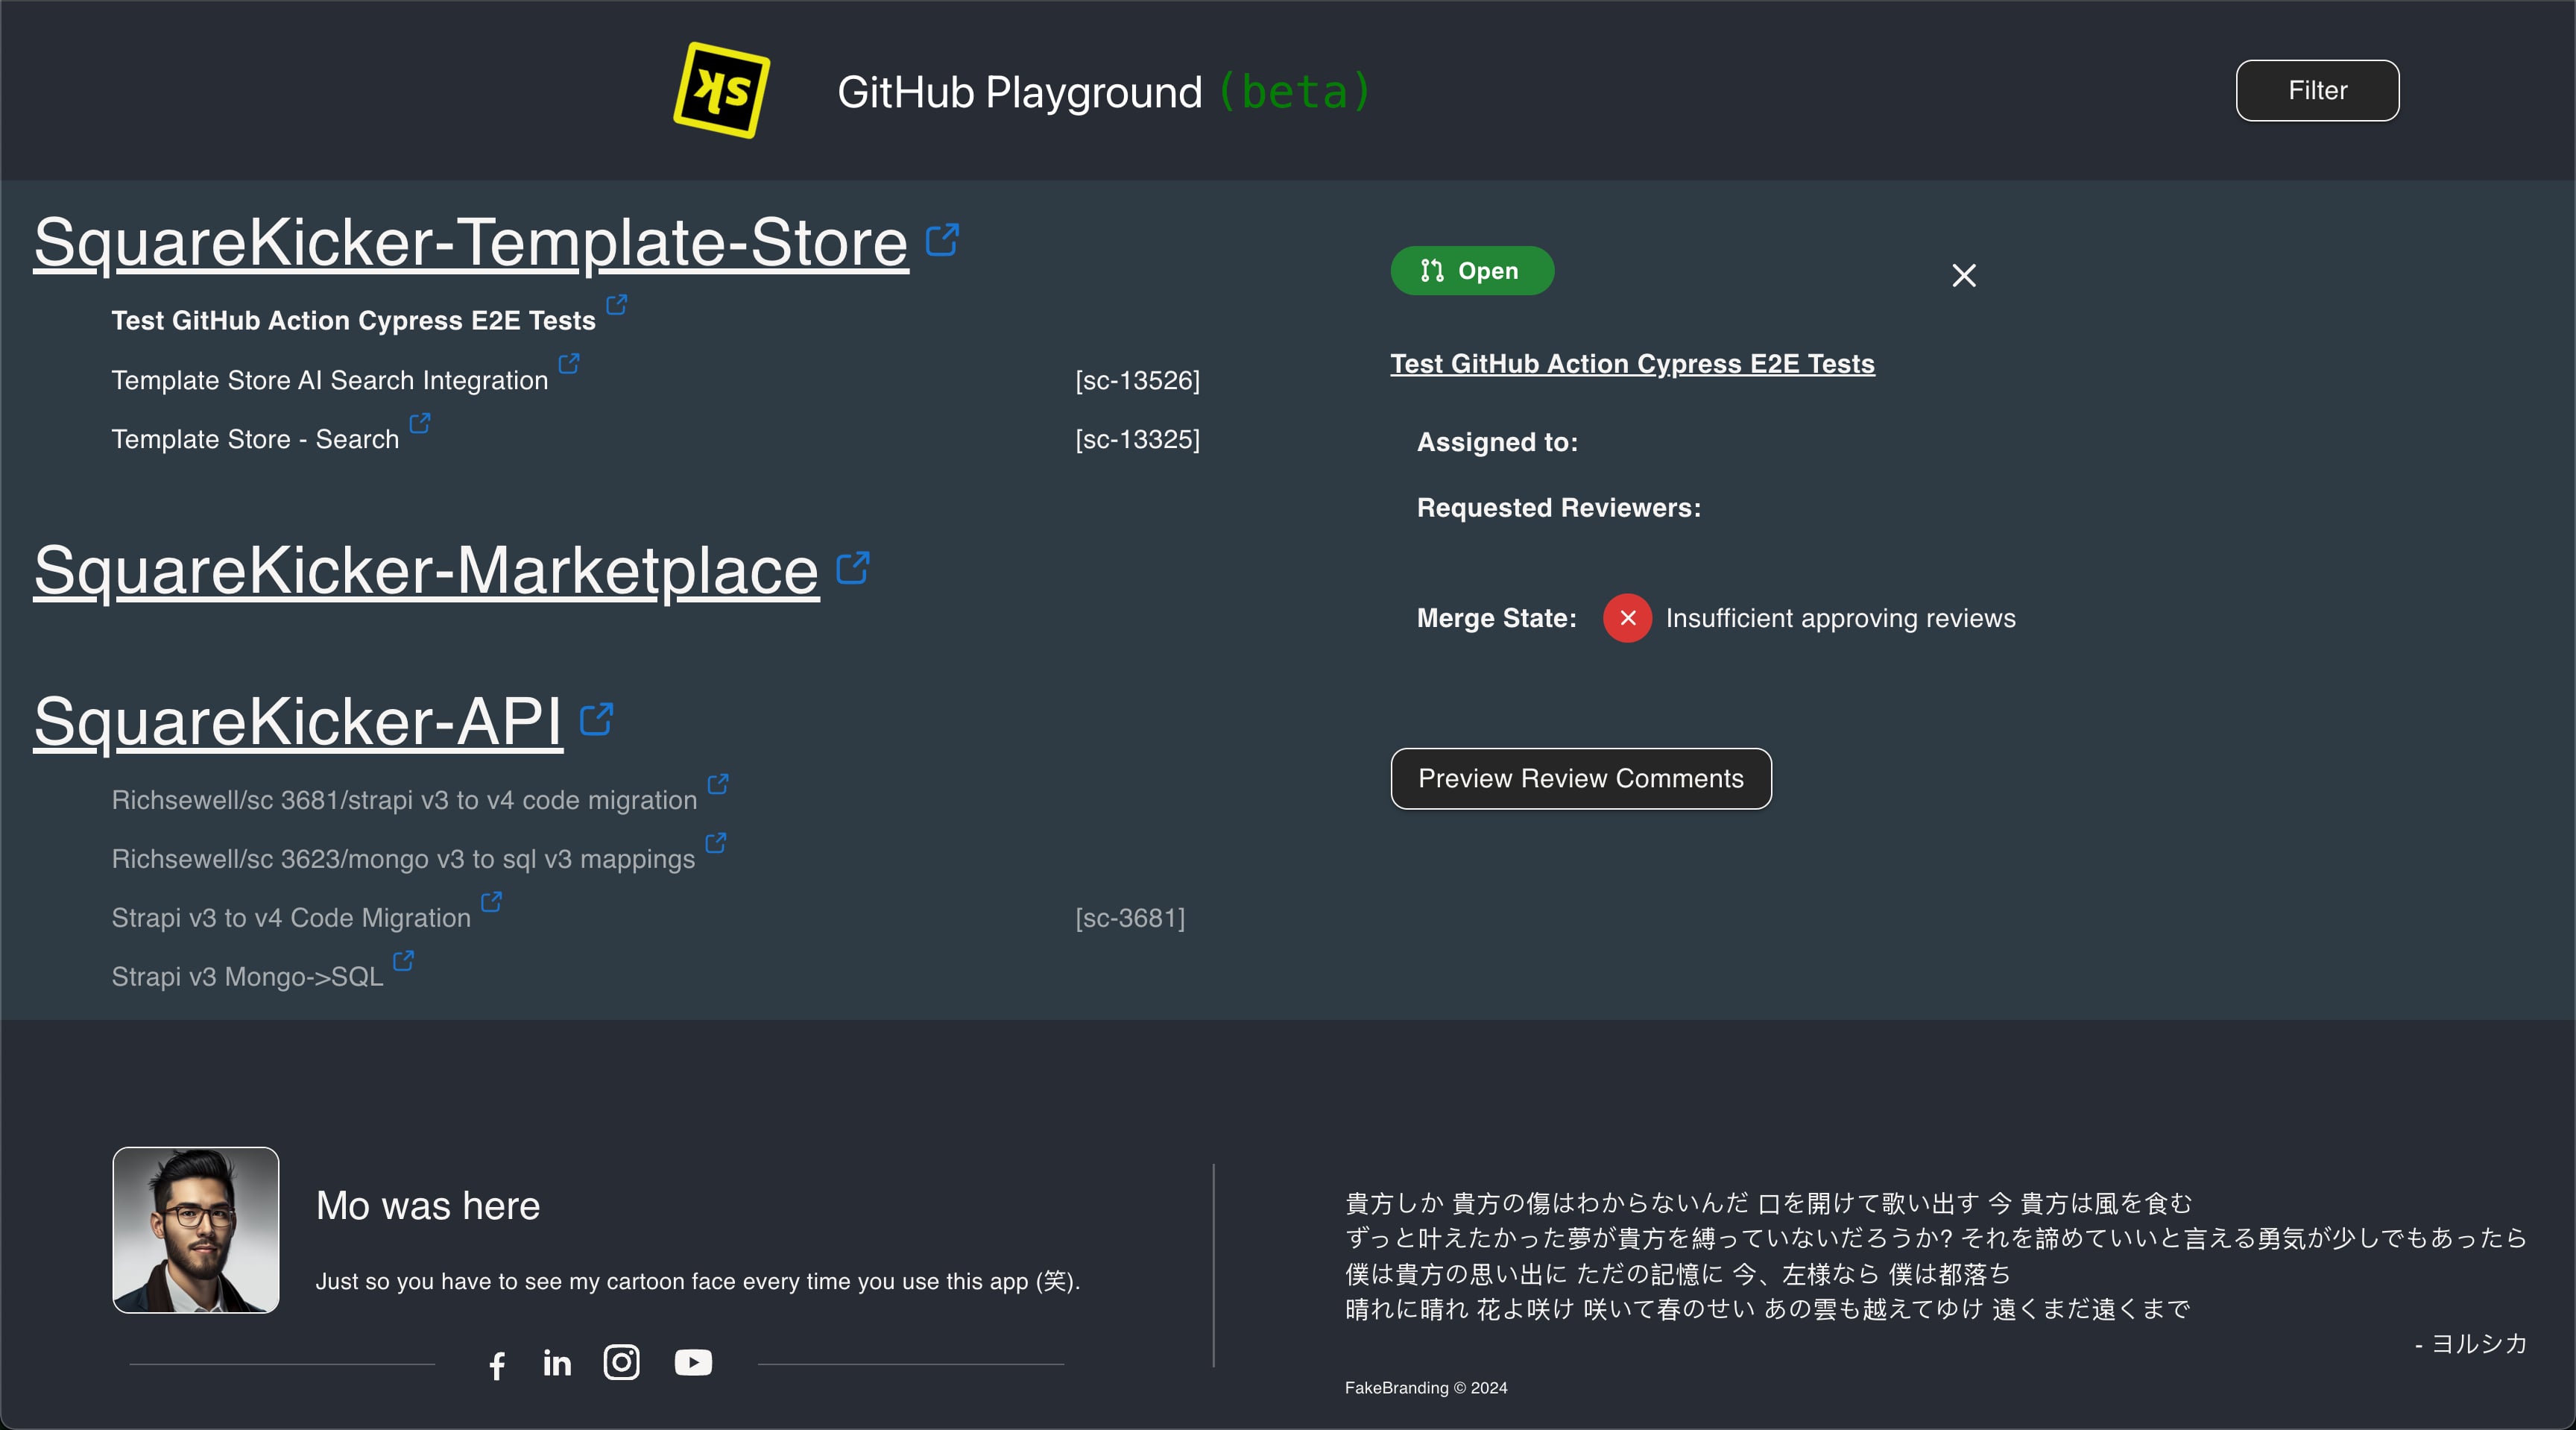 sk
GitHub Playground (beta)
Filter
SquareKicker-Template-Store
Test GitHub Action Cypress E2E Tests
Template Store AI Search Integration [sc-13526]
Template Store - Search [sc-13325]
SquareKicker-Marketplace
SquareKicker-API
Richsewell/sc 3681/strapi v3 to v4 code migration
Richsewell/sc 3623/mongo v3 to sql v3 mappings
Strapi v3 to v4 Code Migration [sc-3681]
Strapi v3 Mongo->SQL
Open
Test GitHub Action Cypress E2E Tests
Assigned to:
Requested Reviewers:
Merge State: Insufficient approving reviews
Preview Review Comments
Mo was here
Just so you have to see my cartoon face every time you use this app (笑).
f
in
貴方しか 貴方の傷はわからないんだ 口を開けて歌い出す 今 貴方は風を食む
ずっと叶えたかった夢が貴方を縛っていないだろうか? それを諦めていいと言える勇気が少しでもあったら
僕は貴方の思い出に ただの記憶に 今、左様なら 僕は都落ち
晴れに晴れ 花よ咲け 咲いて春のせい あの雲も越えてゆけ 遠くまだ遠くまで
- ヨルシカ
FakeBranding © 2024